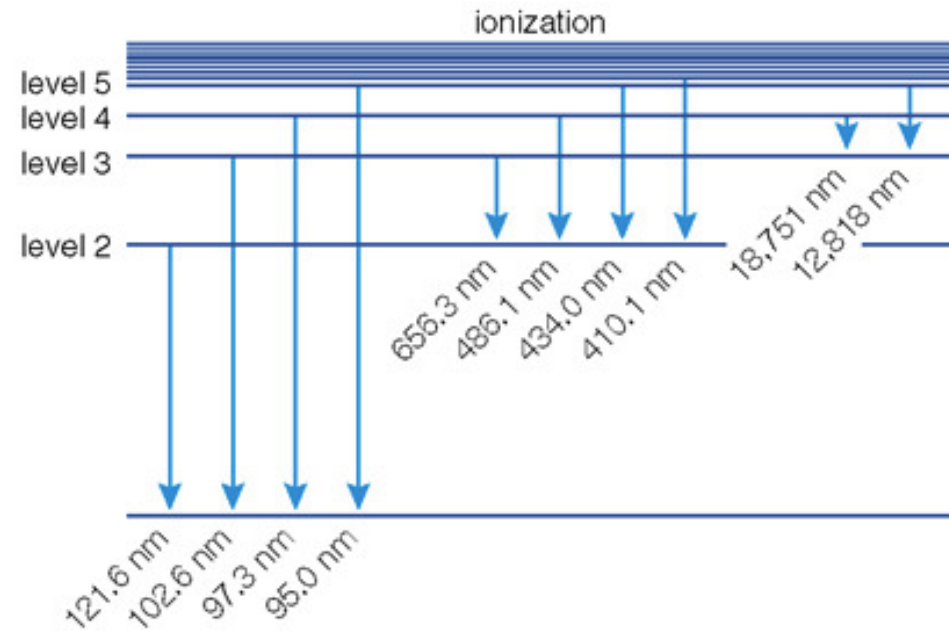 ionization
level 5
level 4
level 3
level 2
656.3 nm
486.1 nm
434.0 nm
410.1 nm
18,751 nm
12,818 nm
121.6 nm
102.6 nm
97.3 nm
95.0 nm